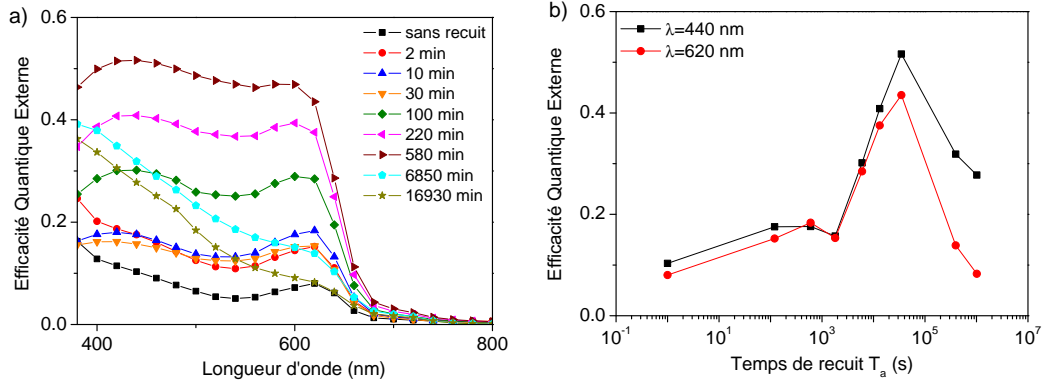 a)
Efficacité Quantique Externe
0.6
0.4
0.2
0.0
400
600
800
Longueur d'onde (nm)
sans recuit
2 min
10 min
30 min
100 min
220 min
580 min
6850 min
16930 min
b)
Efficacité Quantique Externe
0.6
0.4
0.2
0.0
10⁻¹
10¹
10³
10⁵
10⁷
Temps de recuit Tₐ (s)
λ=440 nm
λ=620 nm